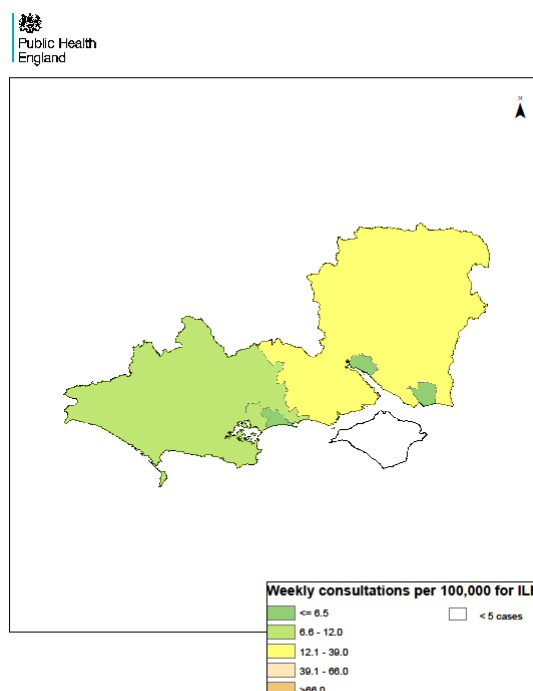 Public Health
England
N
Weekly consultations per 100,000 for ILI
<= 6.5
< 5 cases
6.6 - 12.0
12.1 - 39.0
39.1 - 66.0
>66.0